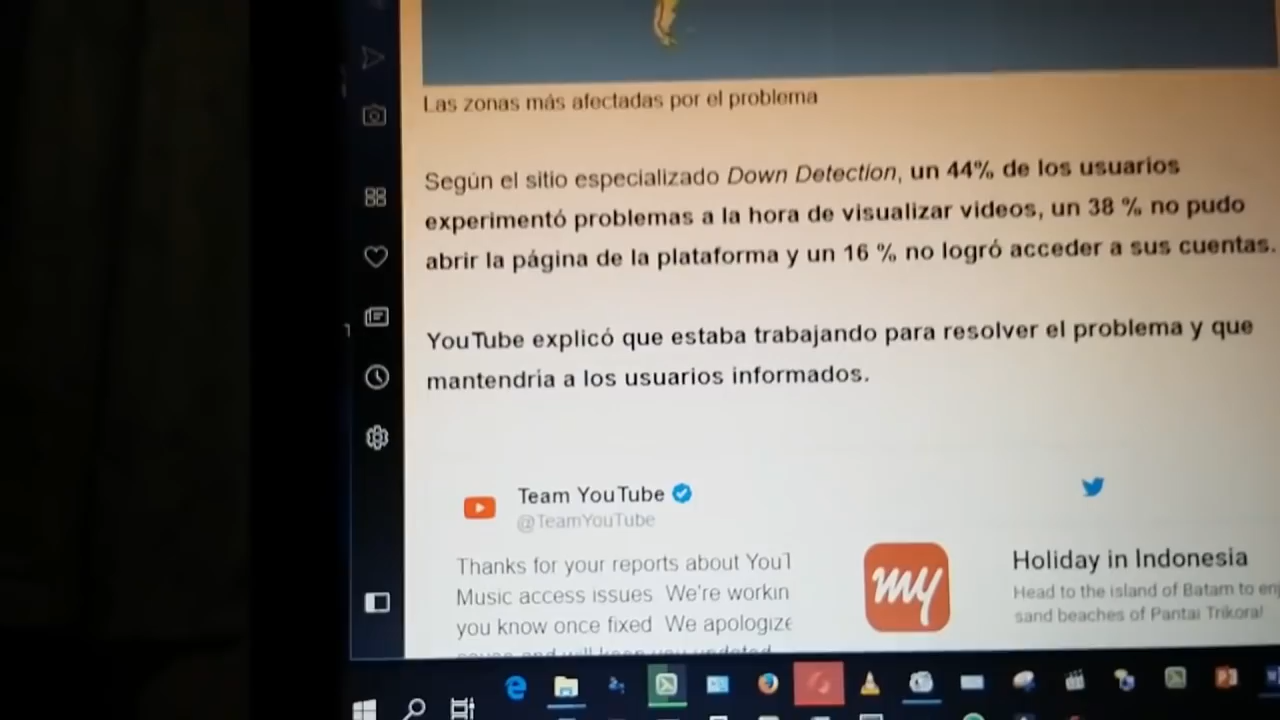 Las zonas más afectadas por el problema
Según el sitio especializado Down Detection, un 44% de los usuarios
experimentó problemas a la hora de visualizar videos, un 38 % no pudo
abrir la página de la plataforma y un 16 % no logró acceder a sus cuentas.
YouTube explicó que estaba trabajando para resolver el problema y que
mantendría a los usuarios informados.
Team YouTube
@TeamYouTube
Thanks for your reports about YouT
Music access issues We're workin
you know once fixed We apologize
my
Holiday in Indonesia
Head to the island of Batam to enj
sand beaches of Pantai Trikora!